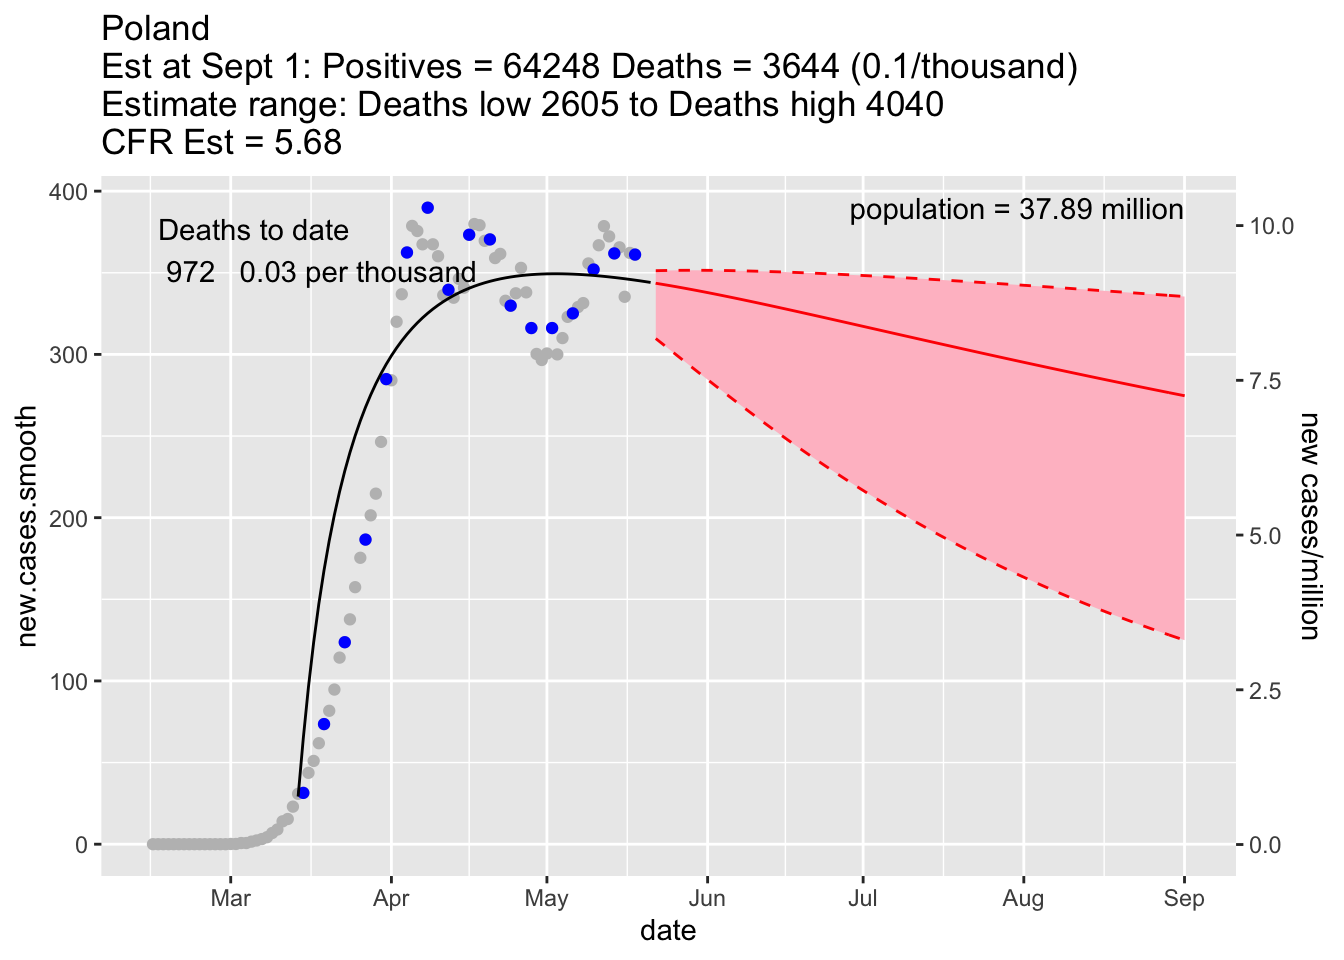 Poland
Est at Sept 1: Positives = 64248 Deaths = 3644 (0.1/thousand)
Estimate range: Deaths low 2605 to Deaths high 4040
CFR Est = 5.68
400
300
200
100
0
new.cases.smooth
Deaths to date
972 0.03 per thousand
population = 37.89 million
10.0
7.5
5.0
2.5
0.0
new cases/million
Mar Apr May Jun Jul Aug Sep
date